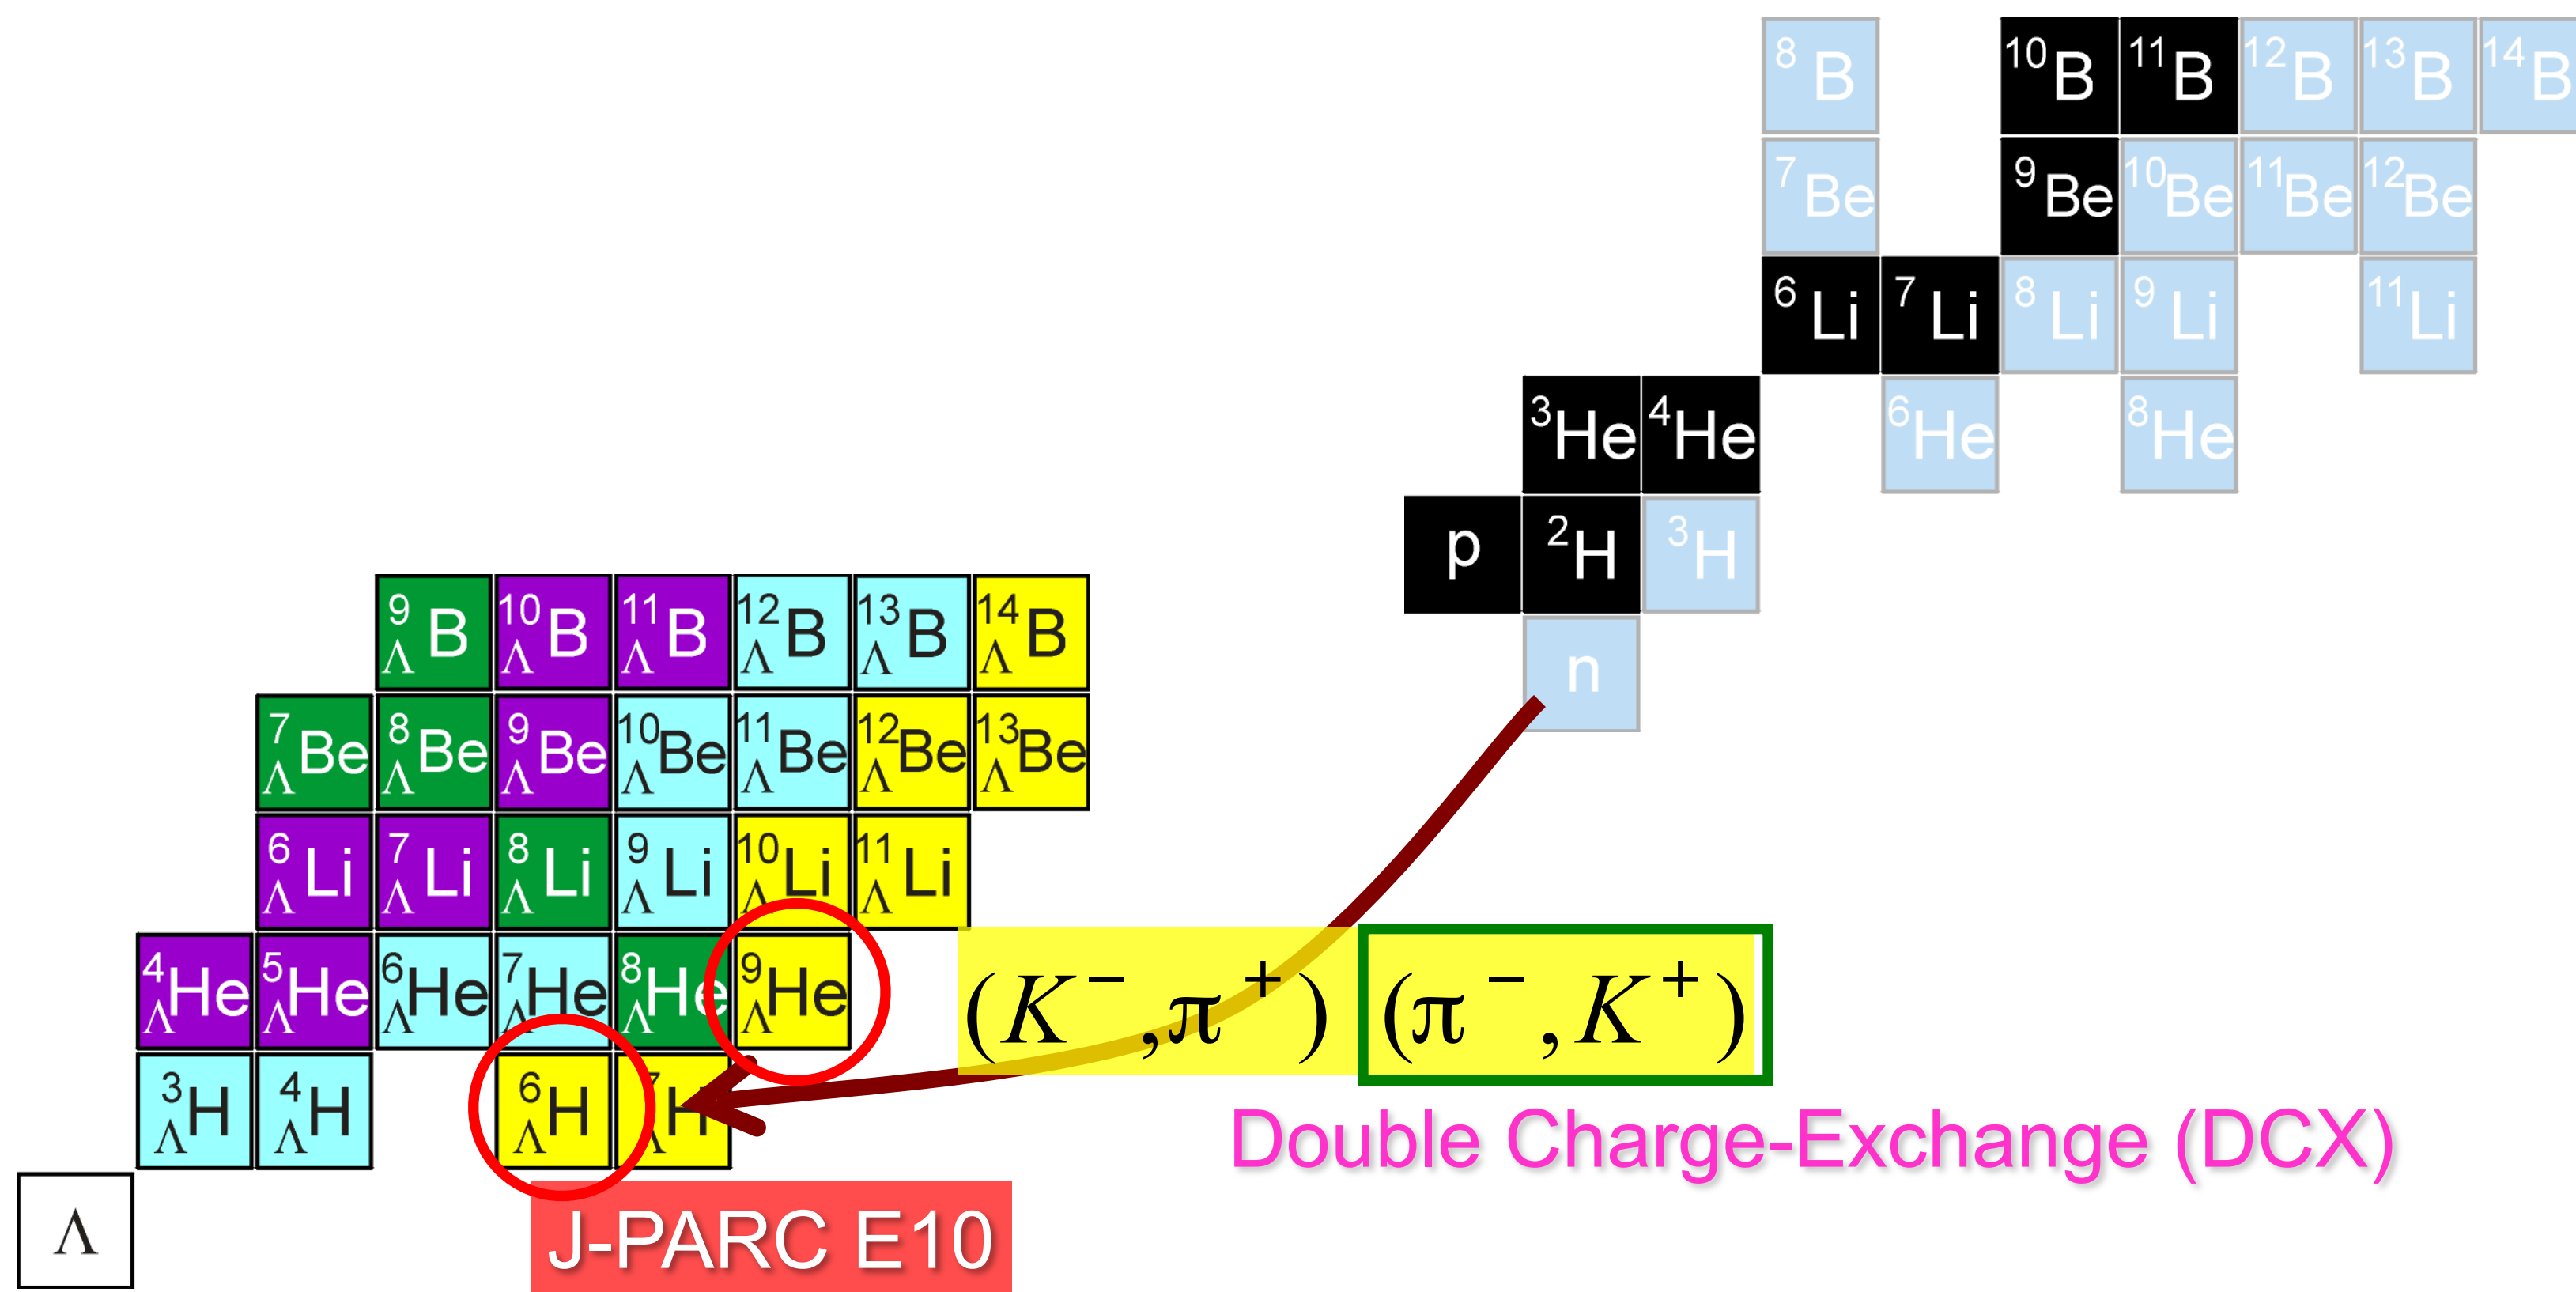 ⁸B ¹⁰B ¹¹B ¹²B ¹³B ¹⁴B
⁷Be ⁹Be ¹⁰Be ¹¹Be ¹²Be
⁶Li ⁷Li ⁸Li ⁹Li ¹¹Li
³He ⁴He ⁶He ⁸He
p ²H ³H
n
⁹ΛB ¹⁰ΛB ¹¹ΛB ¹²ΛB ¹³ΛB ¹⁴ΛB
⁷ΛBe ⁸ΛBe ⁹ΛBe ¹⁰ΛBe ¹¹ΛBe ¹²ΛBe ¹³ΛBe
⁶ΛLi ⁷ΛLi ⁸ΛLi ⁹ΛLi ¹⁰ΛLi ¹¹ΛLi
⁴ΛHe ⁵ΛHe ⁶ΛHe ⁷ΛHe ⁸ΛHe ⁹ΛHe
³ΛH ⁴ΛH ⁶ΛH ⁷ΛH
Λ
(K⁻,π⁺) (π⁻,K⁺)
Double Charge-Exchange (DCX)
J-PARC E10